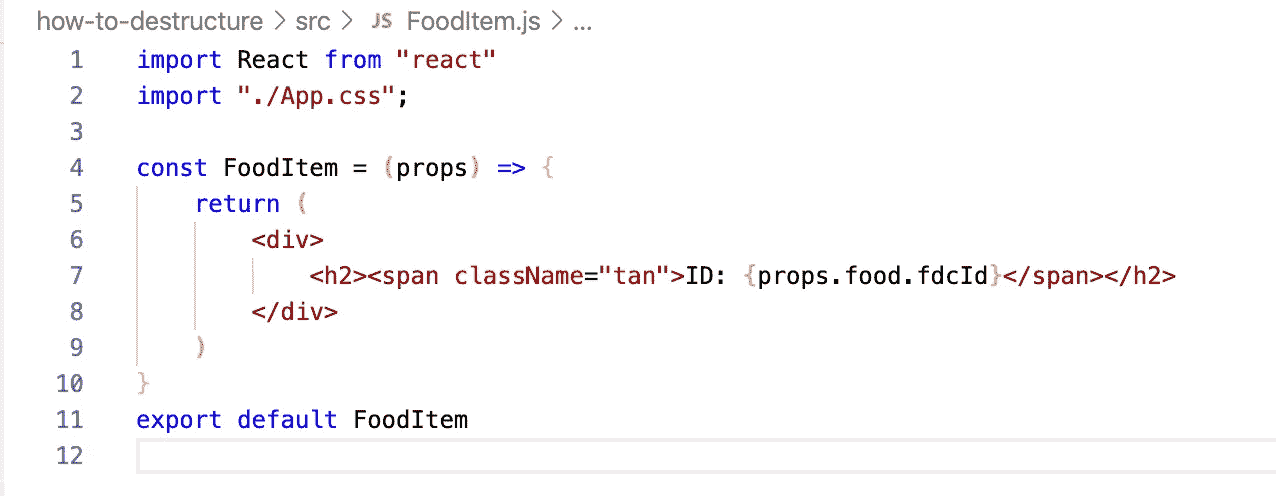 how-to-destructure > src > JS FoodItem.js > ...
1 import React from "react"
2 import "./App.css";
3
4 const FoodItem = (props) => {
5     return (
6         <div>
7             <h2><span className="tan">ID: {props.food.fdcId}</span></h2>
8         </div>
9     )
10 }
11 export default FoodItem
12